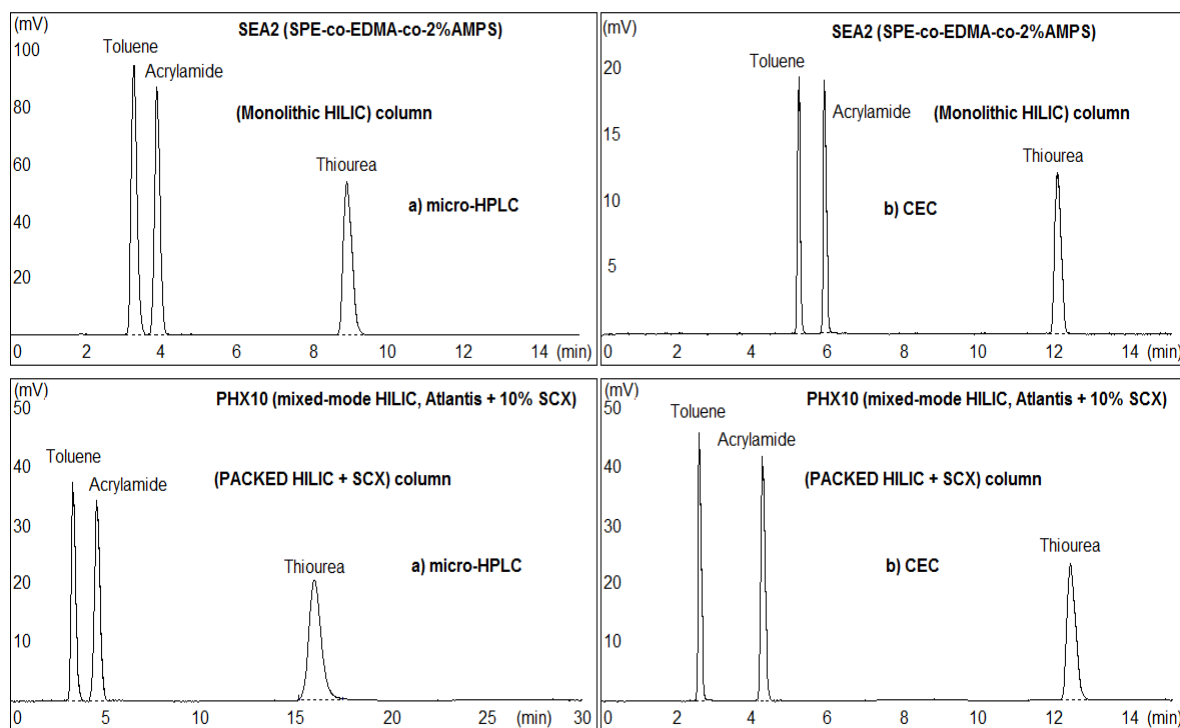 (mV)
SEA2 (SPE-co-EDMA-co-2%AMPS)
100
Toluene
Acrylamide
80
(Monolithic HILIC) column
60
Thiourea
a) micro-HPLC
40
20
0 2 4 6 8 10 12 14 (min)
(mV)
SEA2 (SPE-co-EDMA-co-2%AMPS)
20
Toluene
Acrylamide (Monolithic HILIC) column
15
Thiourea
10
b) CEC
5
0 2 4 6 8 10 12 14 (min)
(mV)
50
PHX10 (mixed-mode HILIC, Atlantis + 10% SCX)
Toluene
40
Acrylamide (PACKED HILIC + SCX) column
30
Thiourea a) micro-HPLC
20
10
0 5 10 15 20 25 (min) 30
(mV)
50
PHX10 (mixed-mode HILIC, Atlantis + 10% SCX)
Toluene
Acrylamide
40
(PACKED HILIC + SCX) column
30
Thiourea
b) CEC
20
10
0 2 4 6 8 10 12 14 (min)